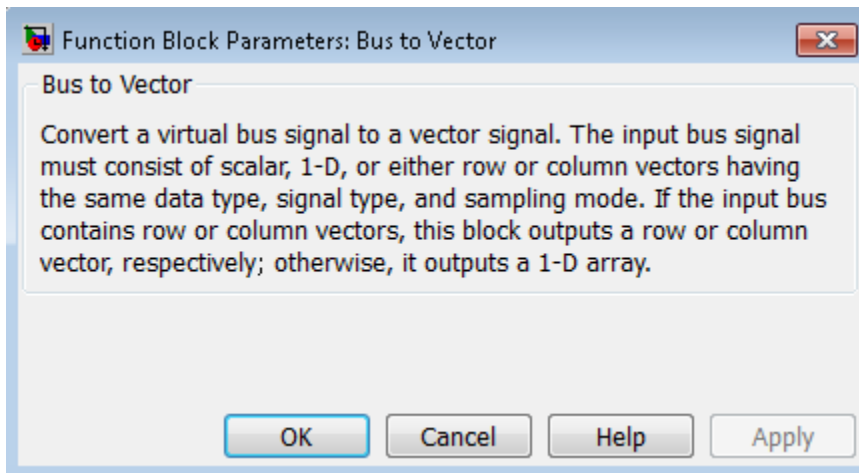 Function Block Parameters: Bus to Vector
Bus to Vector
Convert a virtual bus signal to a vector signal. The input bus signal
must consist of scalar, 1-D, or either row or column vectors having
the same data type, signal type, and sampling mode. If the input bus
contains row or column vectors, this block outputs a row or column
vector, respectively; otherwise, it outputs a 1-D array.
OK Cancel Help Apply